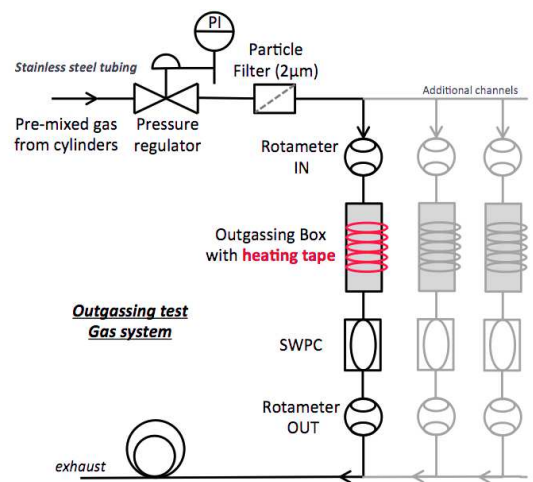 PI
Particle
Filter (2μm)
Stainless steel tubing
Additional channels
Pre-mixed gas
from cylinders
Pressure
regulator
Rotameter
IN
Outgassing Box
with heating tape
Outgassing test
Gas system
SWPC
Rotameter
OUT
exhaust